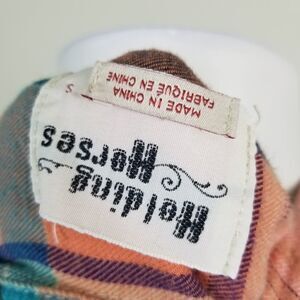 Holding
Horses
MADE IN CHINA
FABRIQUÉ EN CHINE
S